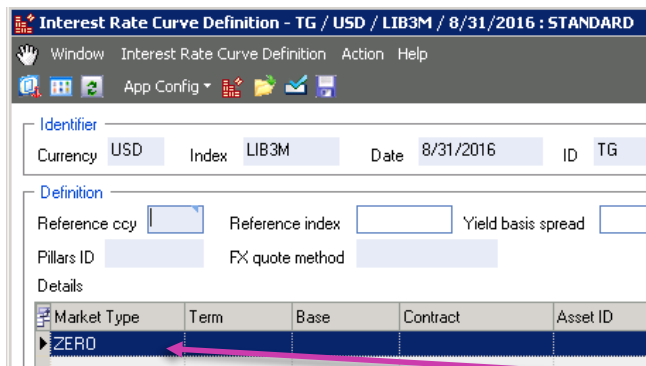 Interest Rate Curve Definition - TG / USD / LIB3M / 8/31/2016 : STANDARD
Window Interest Rate Curve Definition Action Help
App Config
Identifier
Currency USD Index LIB3M Date 8/31/2016 ID TG
Definition
Reference ccy Reference index Yield basis spread
Pillars ID FX quote method
Details
Market Type Term Base Contract Asset ID
ZERO